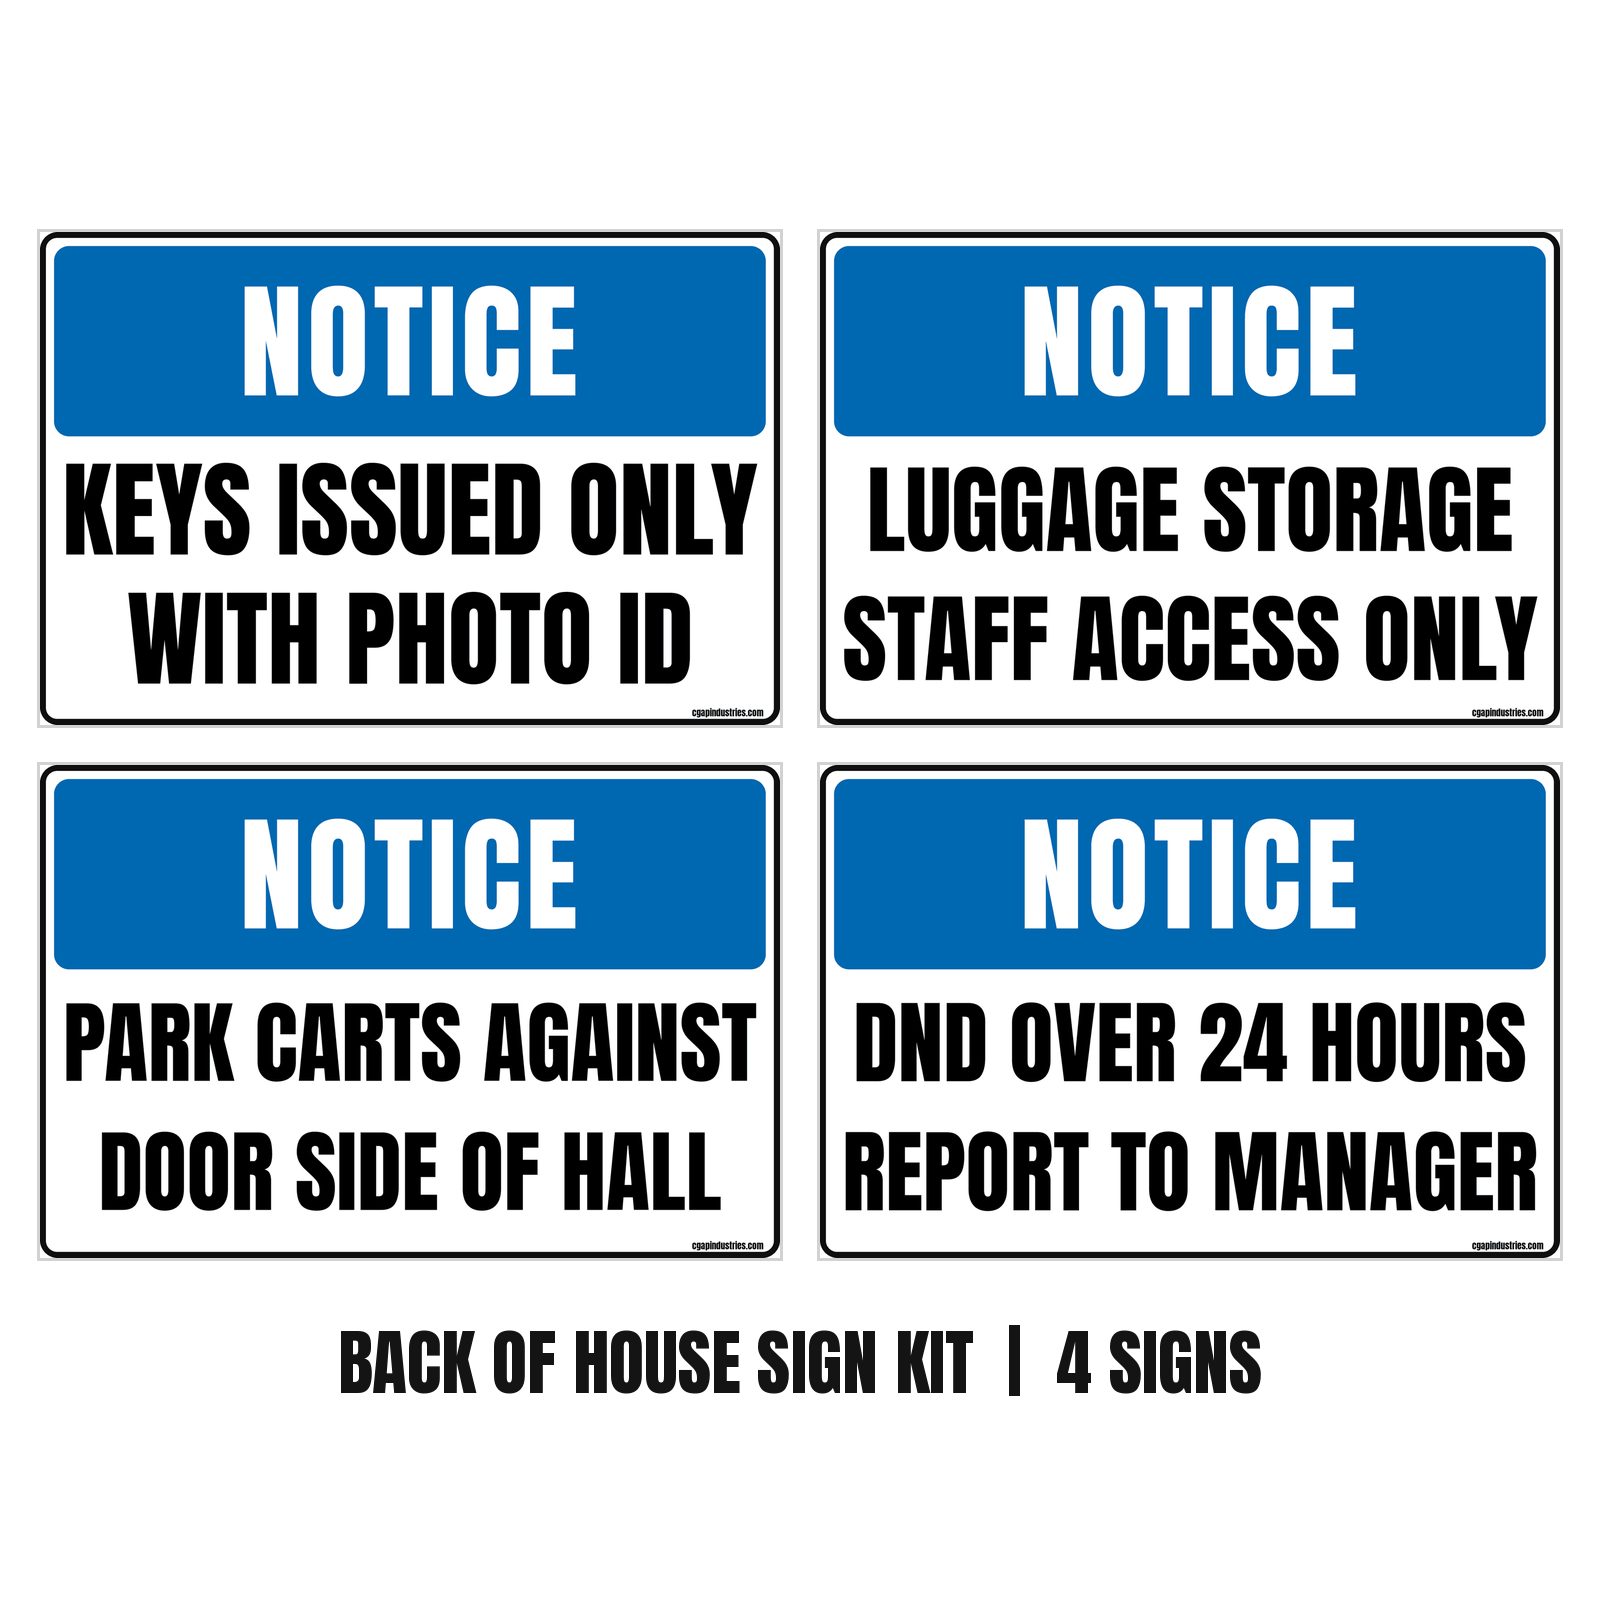 NOTICE
KEYS ISSUED ONLY
WITH PHOTO ID
cgapindustries.com
NOTICE
LUGGAGE STORAGE
STAFF ACCESS ONLY
cgapindustries.com
NOTICE
PARK CARTS AGAINST
DOOR SIDE OF HALL
cgapindustries.com
NOTICE
DND OVER 24 HOURS
REPORT TO MANAGER
cgapindustries.com
BACK OF HOUSE SIGN KIT | 4 SIGNS